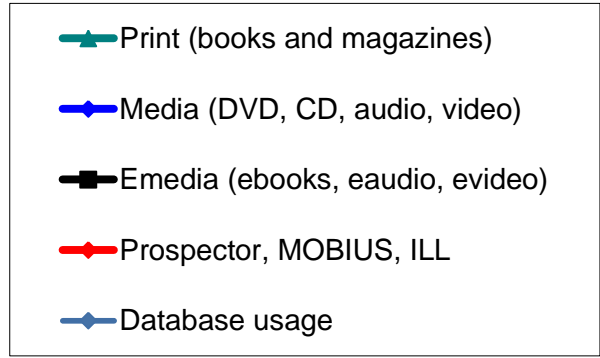 Print (books and magazines)
Media (DVD, CD, audio, video)
Emedia (ebooks, eaudio, evideo)
Prospector, MOBIUS, ILL
Database usage